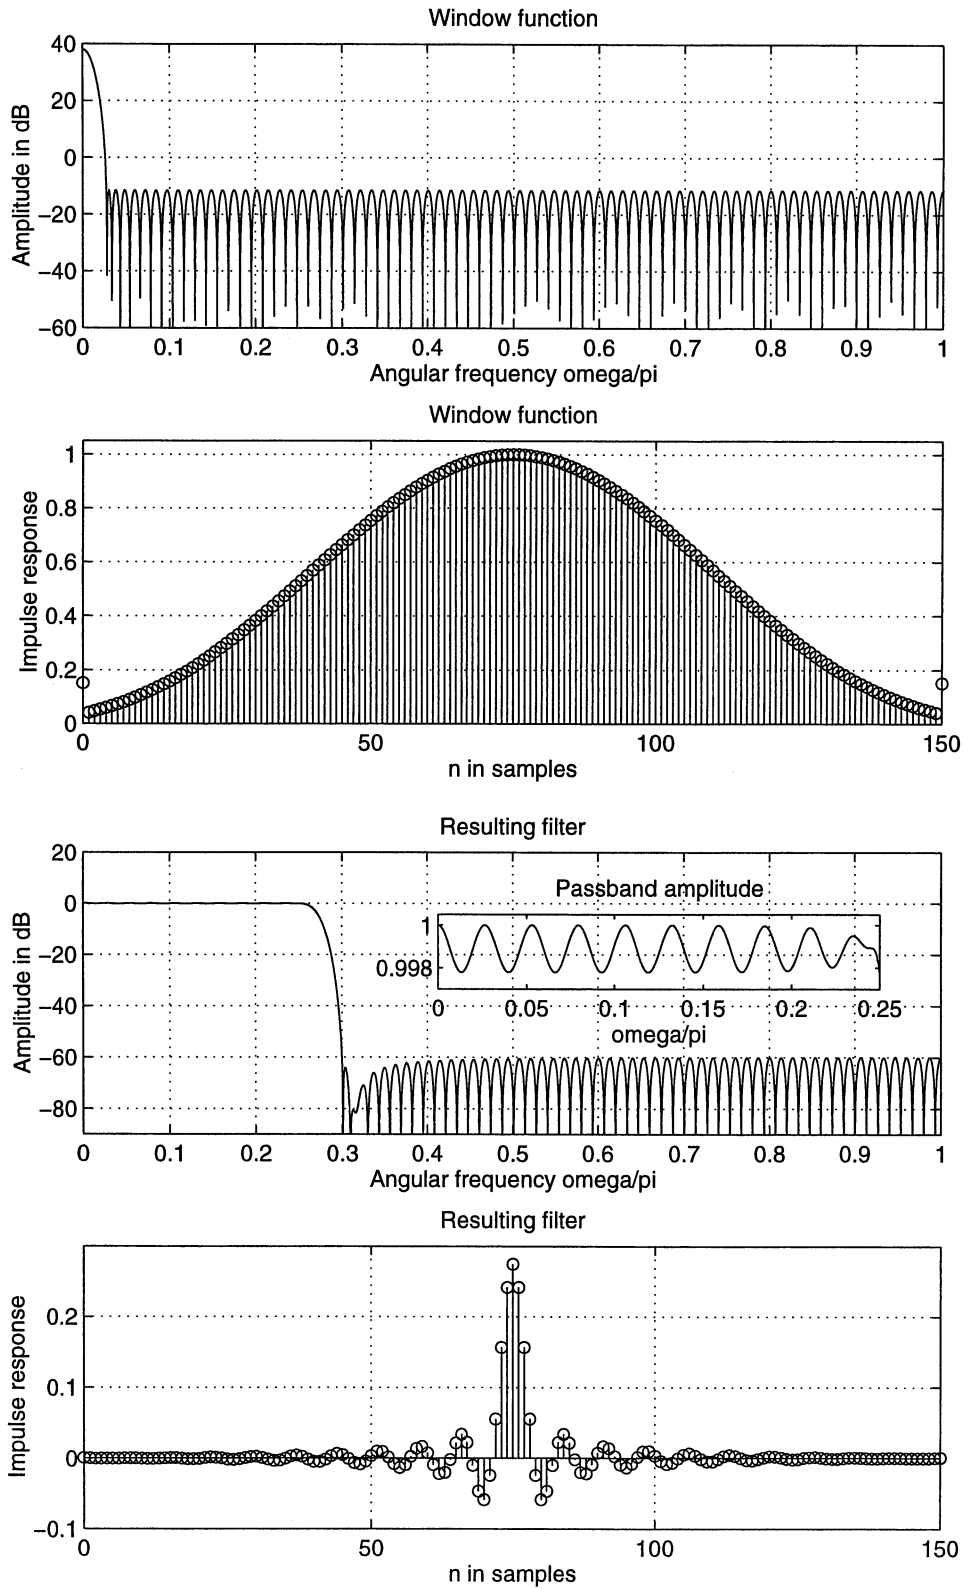 Window function
40
20
0
−20
−40
−60
Amplitude in dB
0 0.1 0.2 0.3 0.4 0.5 0.6 0.7 0.8 0.9 1
Angular frequency omega/pi
Window function
1
0.8
0.6
0.4
0.2
0
Impulse response
0 50 100 150
n in samples
Resulting filter
20
0
−20
−40
−60
−80
Amplitude in dB
Passband amplitude
1
0.998
0 0.05 0.1 0.15 0.2 0.25
omega/pi
0 0.1 0.2 0.3 0.4 0.5 0.6 0.7 0.8 0.9 1
Angular frequency omega/pi
Resulting filter
0.2
0.1
0
−0.1
Impulse response
0 50 100 150
n in samples